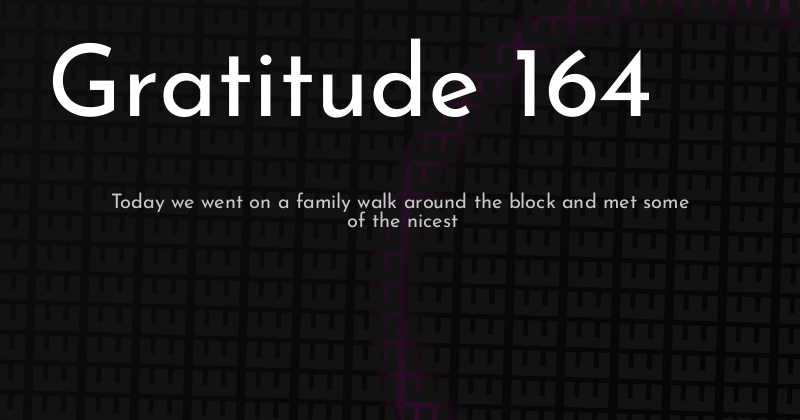 Gratitude 164
Today we went on a family walk around the block and met some
of the nicest